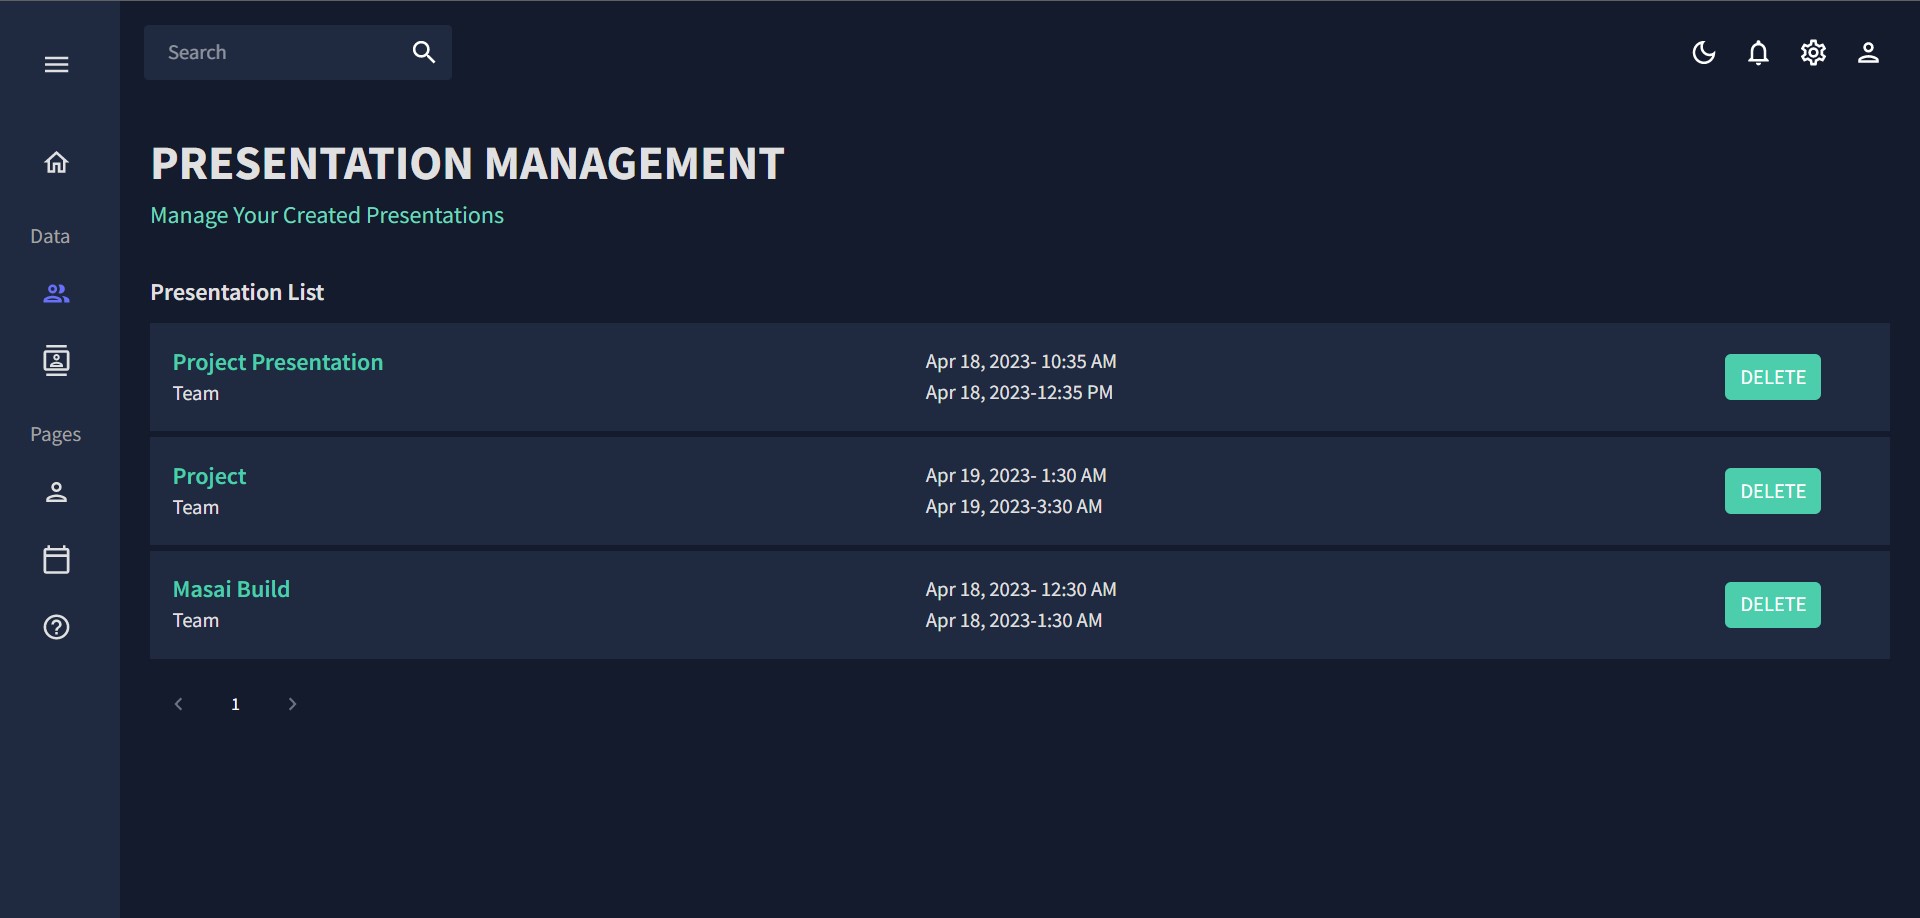 Search
PRESENTATION MANAGEMENT
Manage Your Created Presentations
Data
Pages
Presentation List
Project Presentation
Team
Apr 18, 2023- 10:35 AM
Apr 18, 2023-12:35 PM
DELETE
Project
Team
Apr 19, 2023- 1:30 AM
Apr 19, 2023-3:30 AM
DELETE
Masai Build
Team
Apr 18, 2023- 12:30 AM
Apr 18, 2023-1:30 AM
DELETE
1